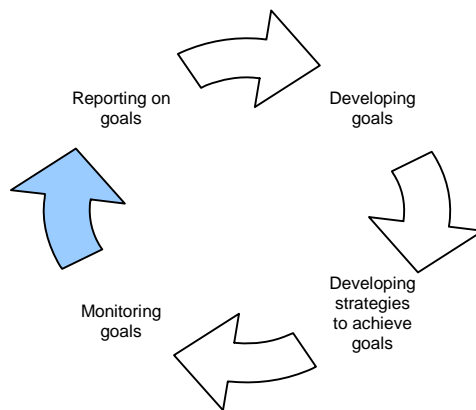 Reporting on
goals
Developing
goals
Developing
strategies
to achieve
goals
Monitoring
goals